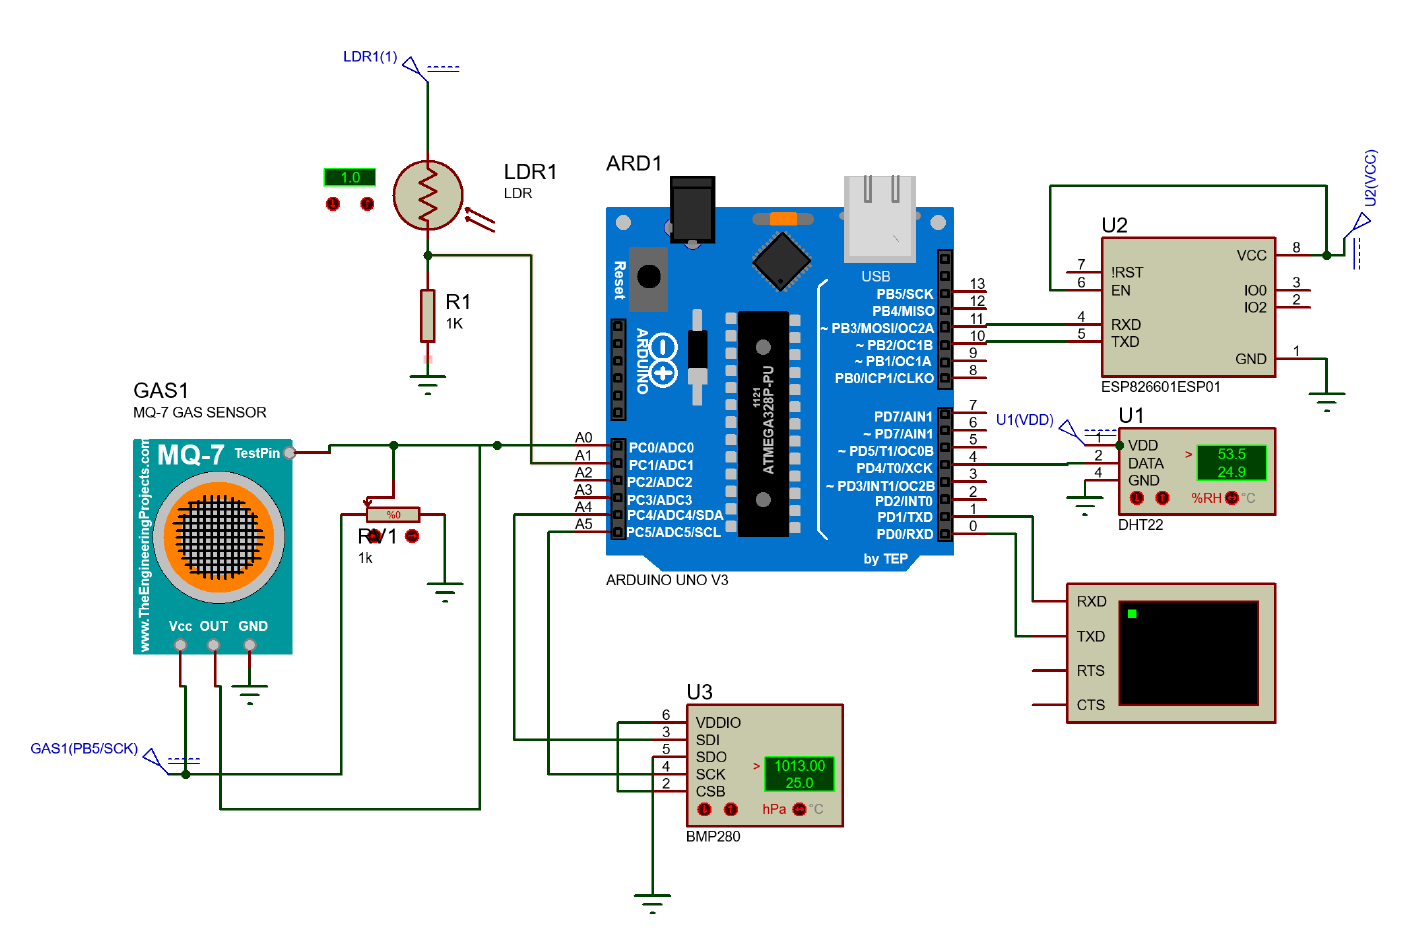 LDR1(1)
1.0
LDR1
LDR
R1
1K
GAS1
MQ-7 GAS SENSOR
MQ-7
TestPin
www.TheEngineeringProjects.com
Vcc OUT GND
GAS1(PB5/SCK)
%0
RV1
1k
ARD1
Reset
USB
ARDUINO
1121
ATMEGA328P-PU
PB5/SCK 13
PB4/MISO 12
~ PB3/MOSI/OC2A 11
~ PB2/OC1B 10
~ PB1/OC1A 9
PB0/ICP1/CLKO 8
PD7/AIN1 7
~ PD7/AIN1 6
~ PD5/T1/OC0B 5
PD4/T0/XCK 4
~ PD3/INT1/OC2B 3
PD2/INT0 2
PD1/TXD 1
PD0/RXD 0
A0 PC0/ADC0
A1 PC1/ADC1
A2 PC2/ADC2
A3 PC3/ADC3
A4 PC4/ADC4/SDA
A5 PC5/ADC5/SCL
by TEP
ARDUINO UNO V3
U2(VCC)
U2
7 !RST
6 EN
4 RXD
5 TXD
VCC 8
IO0 3
IO2 2
GND 1
ESP826601ESP01
U1(VDD)
U1
1 VDD
2 DATA
4 GND
> 53.5
24.9
%RH °C
DHT22
RXD
TXD
RTS
CTS
U3
6 VDDIO
3 SDI
5 SDO
4 SCK
2 CSB
> 1013.00
25.0
hPa °C
BMP280